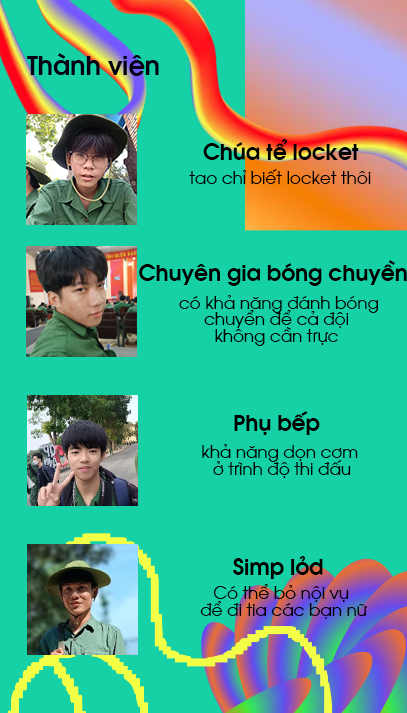 Thành viên
Chúa tể locket
tao chỉ biết locket thôi
Chuyên gia bóng chuyền
có khả năng đánh bóng
chuyền để cả đội
không cần trực
Phụ bếp
khả năng dọn cơm
ở trình độ thi đấu
Simp lỏd
Có thể bỏ nội vụ
để đi tia các bạn nữ